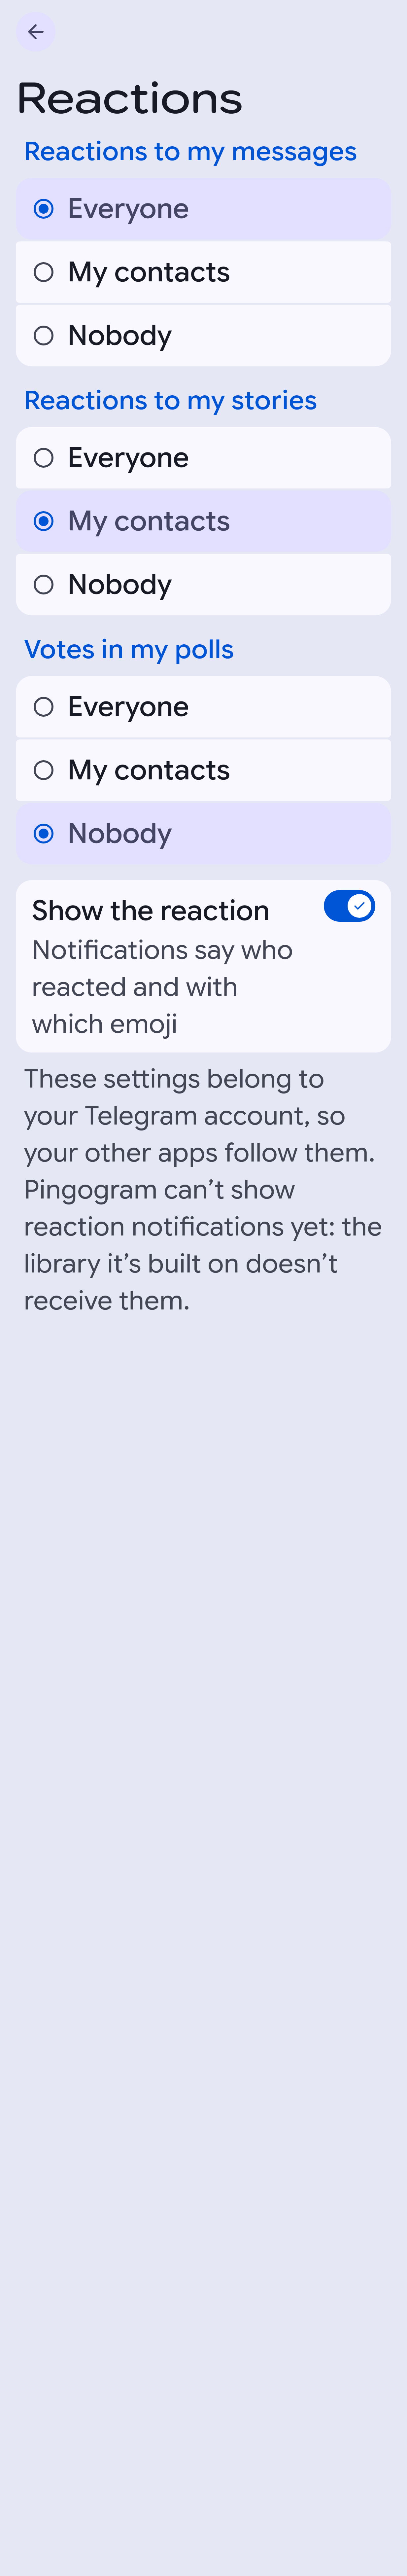 Reactions
Reactions to my messages
Everyone
My contacts
Nobody
Reactions to my stories
Everyone
My contacts
Nobody
Votes in my polls
Everyone
My contacts
Nobody
Show the reaction
Notifications say who
reacted and with
which emoji
These settings belong to
your Telegram account, so
your other apps follow them.
Pingogram can’t show
reaction notifications yet: the
library it’s built on doesn’t
receive them.